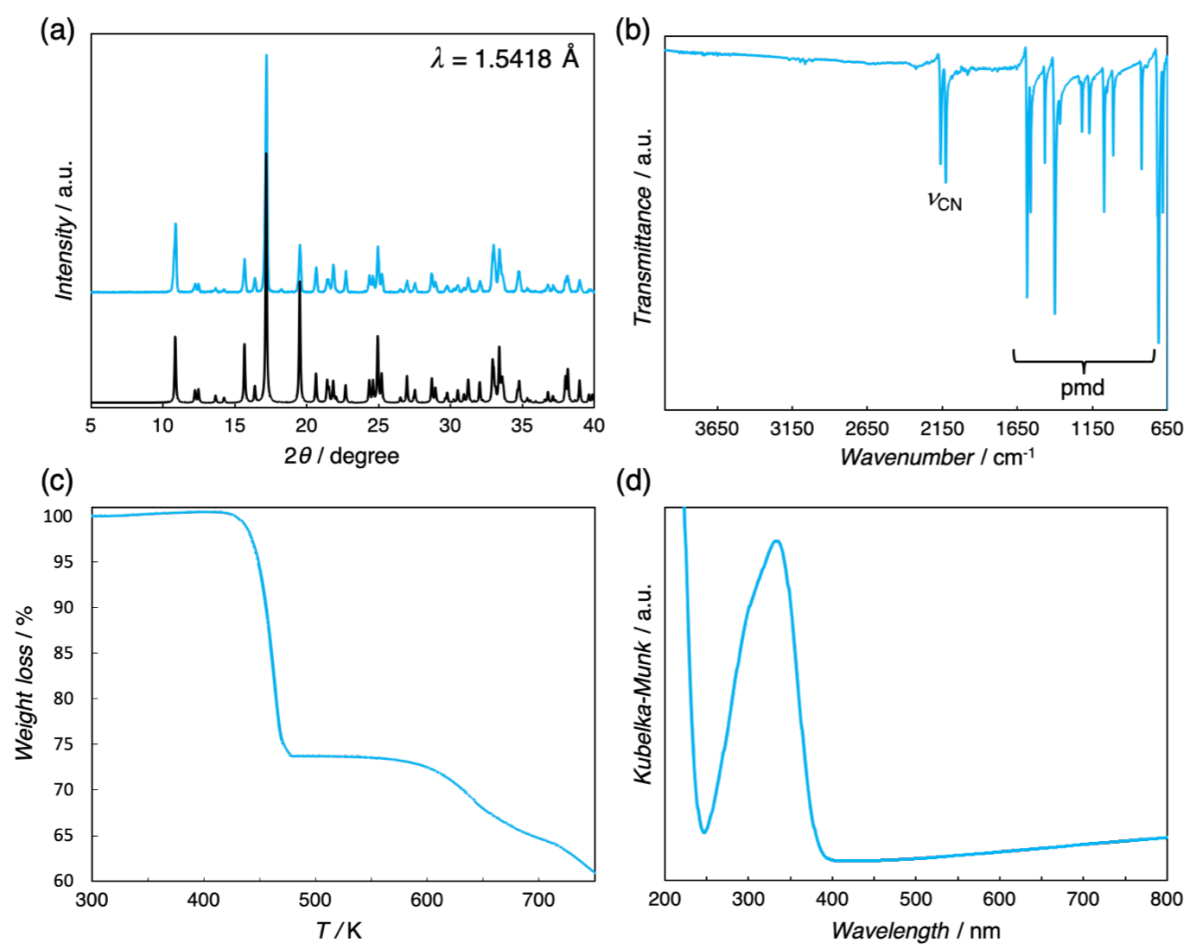 (a)
λ = 1.5418 Å
Intensity / a.u.
5 10 15 20 25 30 35 40
2θ / degree
(b)
νCN
pmd
Transmittance / a.u.
3650 3150 2650 2150 1650 1150 650
Wavenumber / cm-1
(c)
100
95
90
85
80
75
70
65
60
Weight loss / %
300 400 500 600 700
T / K
(d)
Kubelka-Munk / a.u.
200 300 400 500 600 700 800
Wavelength / nm